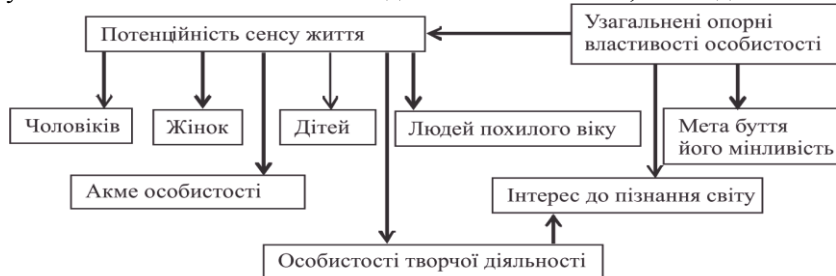 Потенційність сенсу життя
Узагальнені опорні
властивості особистості
Чоловіків
Жінок
Дітей
Людей похилого віку
Мета буття
його мінливість
Акме особистості
Інтерес до пізнання світу
Особистості творчої діяльності